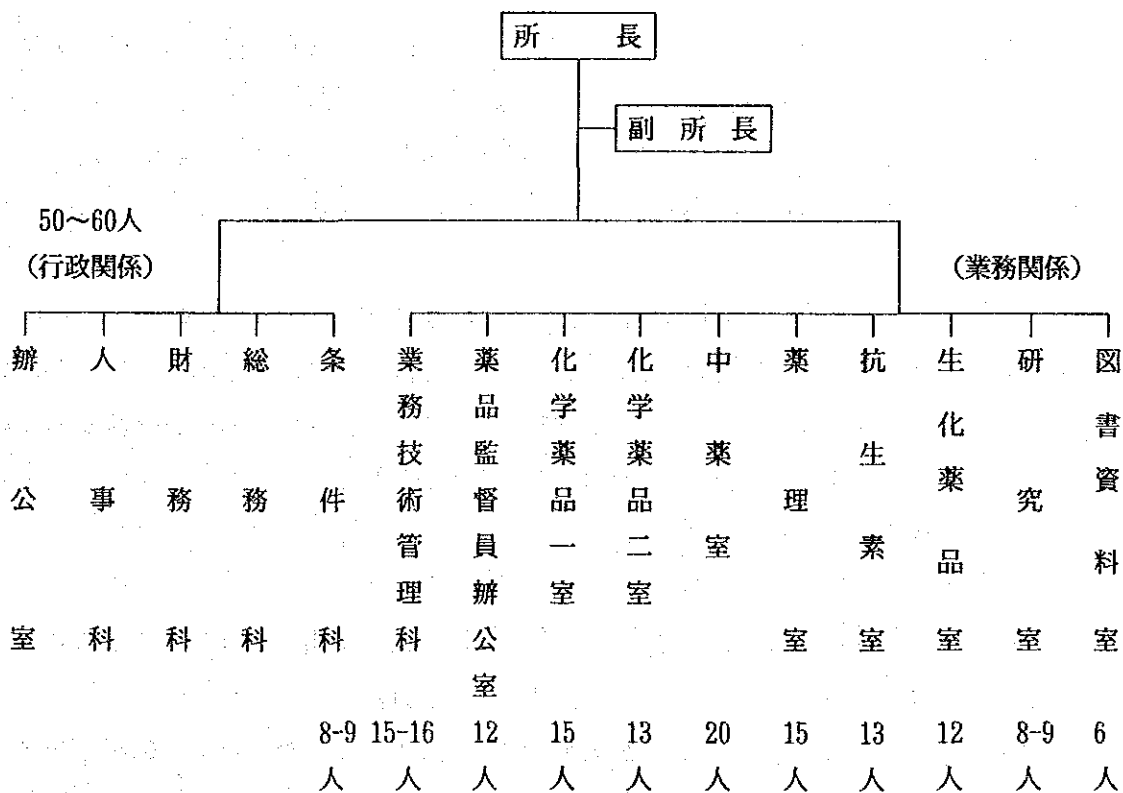 所長
副所長
50～60人
（行政関係）
（業務関係）
辦公室
人事科
財務科
総務科
条件科
業務技術管理科
薬品監督員辦公室
化学薬品一室
化学薬品二室
中薬室
薬理室
抗生素室
生化薬品室
研究室
図書資料室
8-9人
15-16人
12人
15人
13人
20人
15人
13人
12人
8-9人
6人